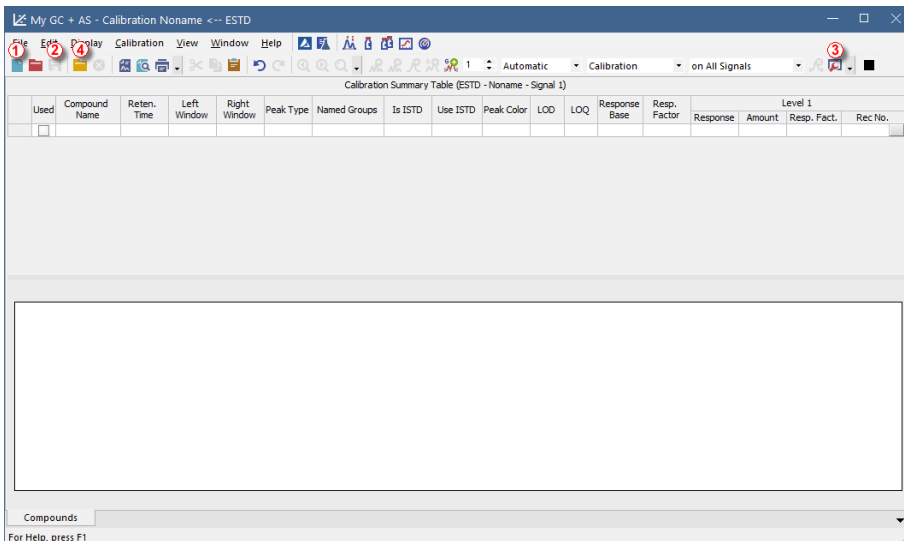 My GC + AS - Calibration Noname <-- ESTD
File Edit Display Calibration View Window Help
1 2 4 3
1 Automatic Calibration on All Signals
Calibration Summary Table (ESTD - Noname - Signal 1)
Used Compound Name Reten. Time Left Window Right Window Peak Type Named Groups Is ISTD Use ISTD Peak Color LOD LOQ Response Base Resp. Factor Level 1
Response Amount Resp. Fact. Rec No.
Compounds
For Help, press F1